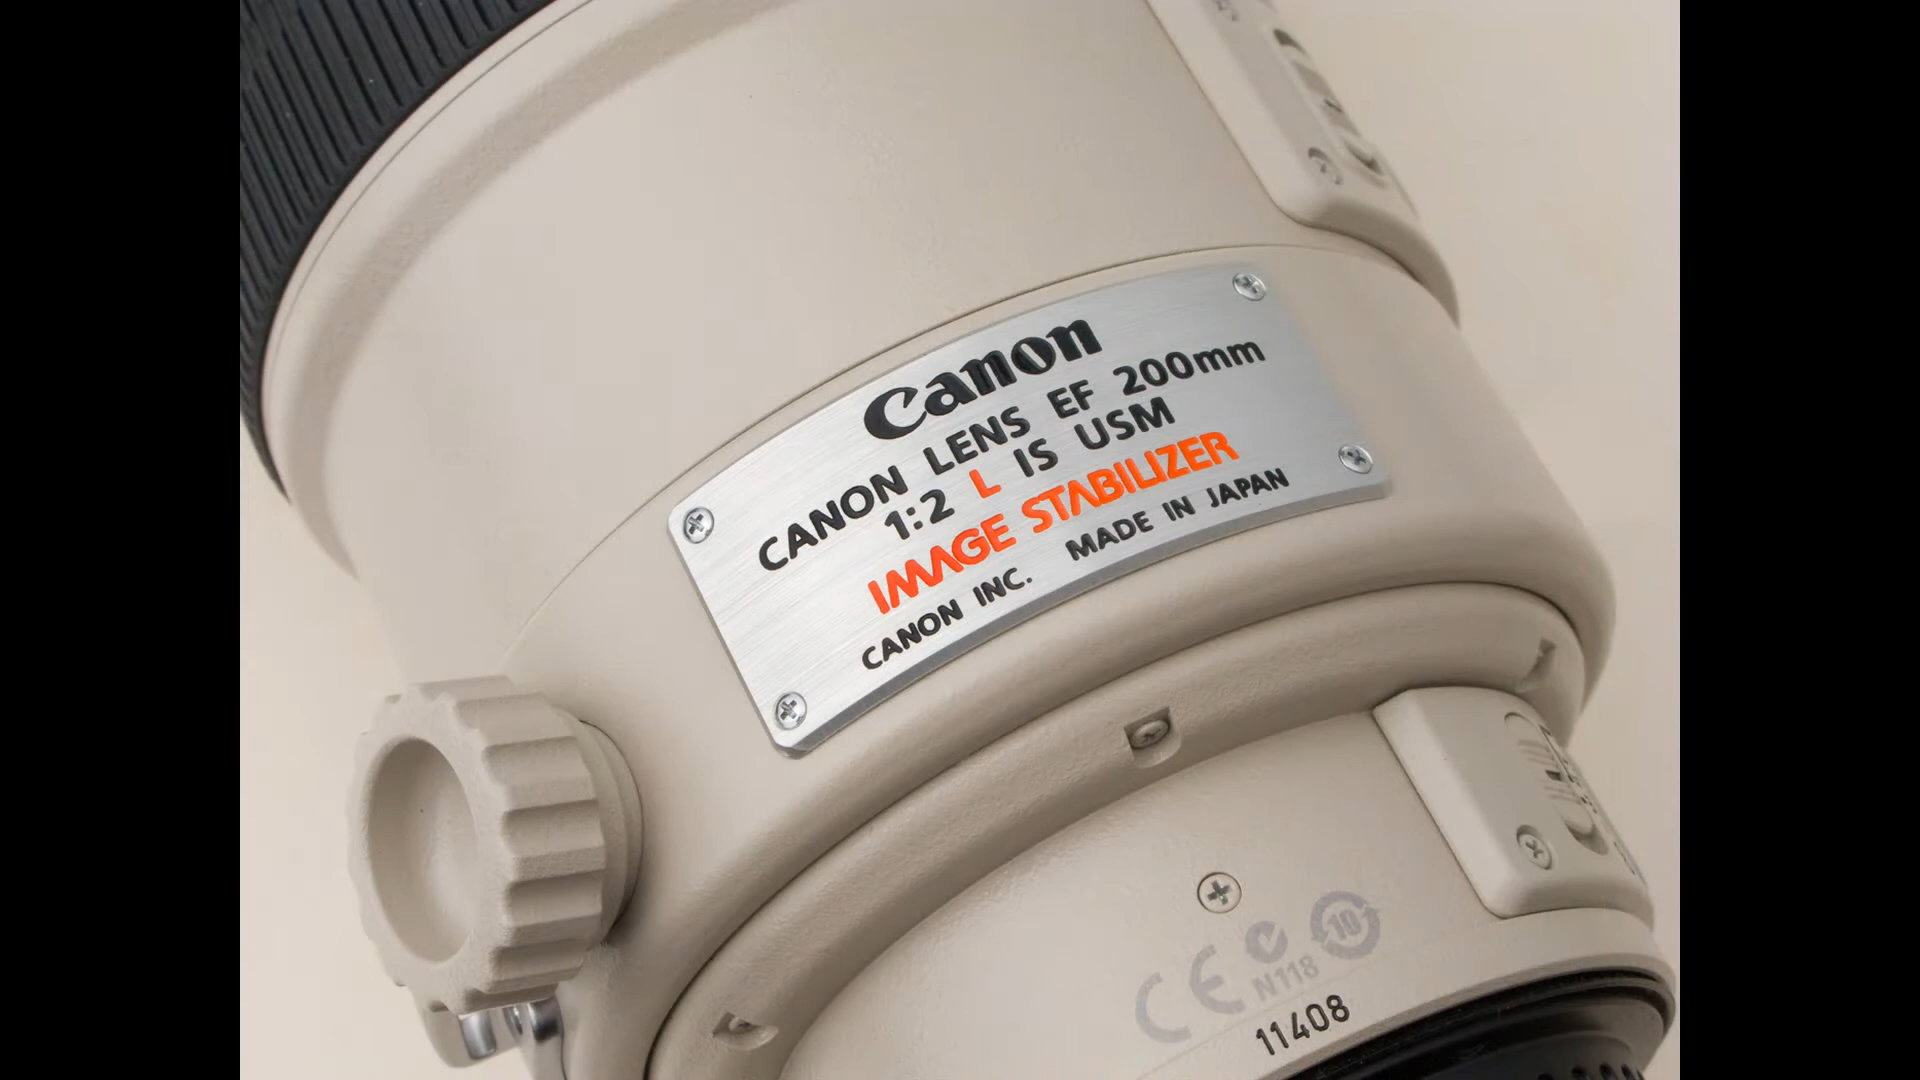 Canon
CANON LENS EF 200mm
1:2 L IS USM
IMAGE STABILIZER
CANON INC. MADE IN JAPAN
CE N118 10
11408